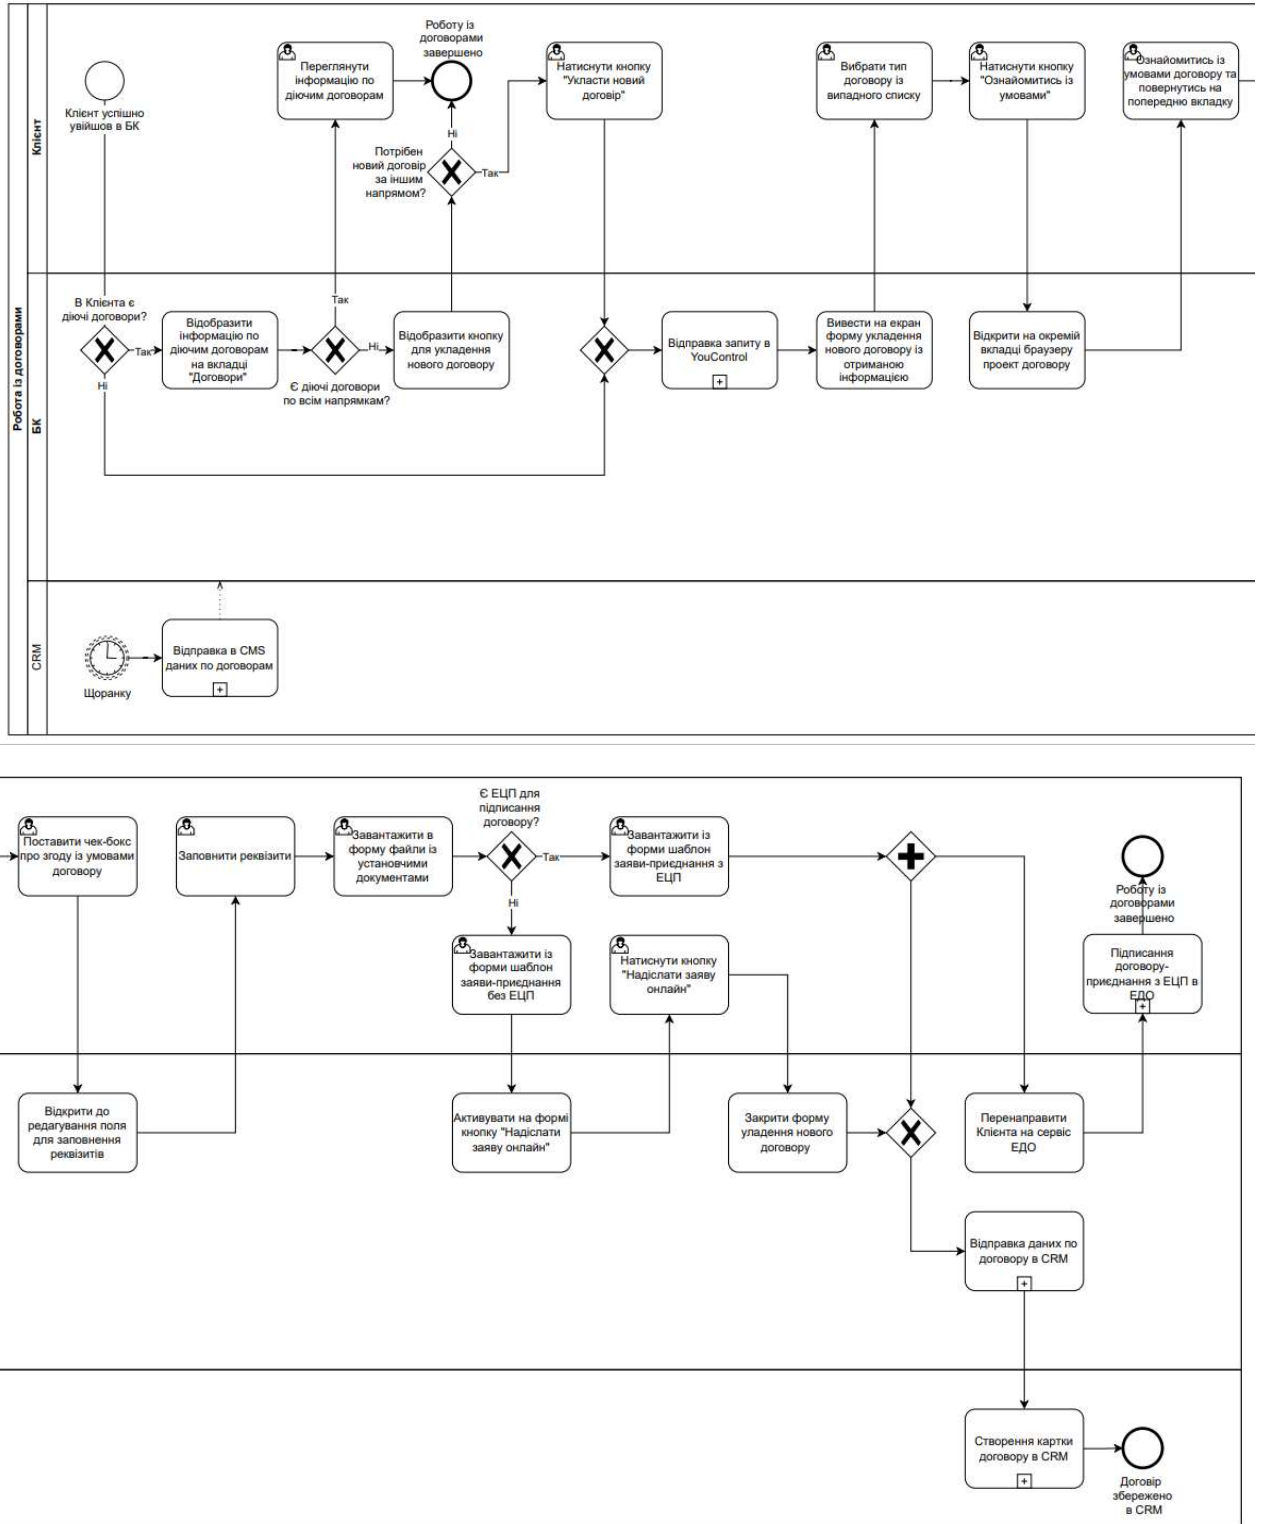 Робота із договорами
Клієнт
БК
CRM
Клієнт успішно
увійшов в БК
Переглянути
інформацію по
діючим договорам
Роботу із
договорами
завершено
Ні
Потрібен
новий договір
за іншим
напрямом?
Так
Натиснути кнопку
"Укласти новий
договір"
Вибрати тип
договору із
випадного списку
Натиснути кнопку
"Ознайомитись із
умовами"
Ознайомитись із
умовами договору та
повернутись на
попередню вкладку
В Клієнта є
діючі договори?
Так
Ні
Відобразити
інформацію по
діючим договорам
на вкладці
"Договори"
Так
Ні
Є діючі договори
по всім напрямкам?
Відобразити кнопку
для укладення
нового договору
Відправка запиту в
YouControl
Вивести на екран
форму укладення
нового договору із
отриманою
інформацією
Відкрити на окремій
вкладці браузеру
проект договору
Щоранку
Відправка в CMS
даних по договорам
Поставити чек-бокс
про згоду із умовами
договору
Заповнити реквізити
Завантажити в
форму файли із
установчими
документами
Є ЕЦП для
підписання
договору?
Так
Ні
Завантажити із
форми шаблон
заяви-приєднання з
ЕЦП
Завантажити із
форми шаблон
заяви-приєднання
без ЕЦП
Натиснути кнопку
"Надіслати заяву
онлайн"
Роботу із
договорами
завершено
Підписання
договору-
приєднання з ЕЦП в
ЕДО
Відкрити до
редагування поля
для заповнення
реквізитів
Активувати на формі
кнопку "Надіслати
заяву онлайн"
Закрити форму
уладення нового
договору
Перенаправити
Клієнта на сервіс
ЕДО
Відправка даних по
договору в CRM
Створення картки
договору в CRM
Договір
збережено
в CRM